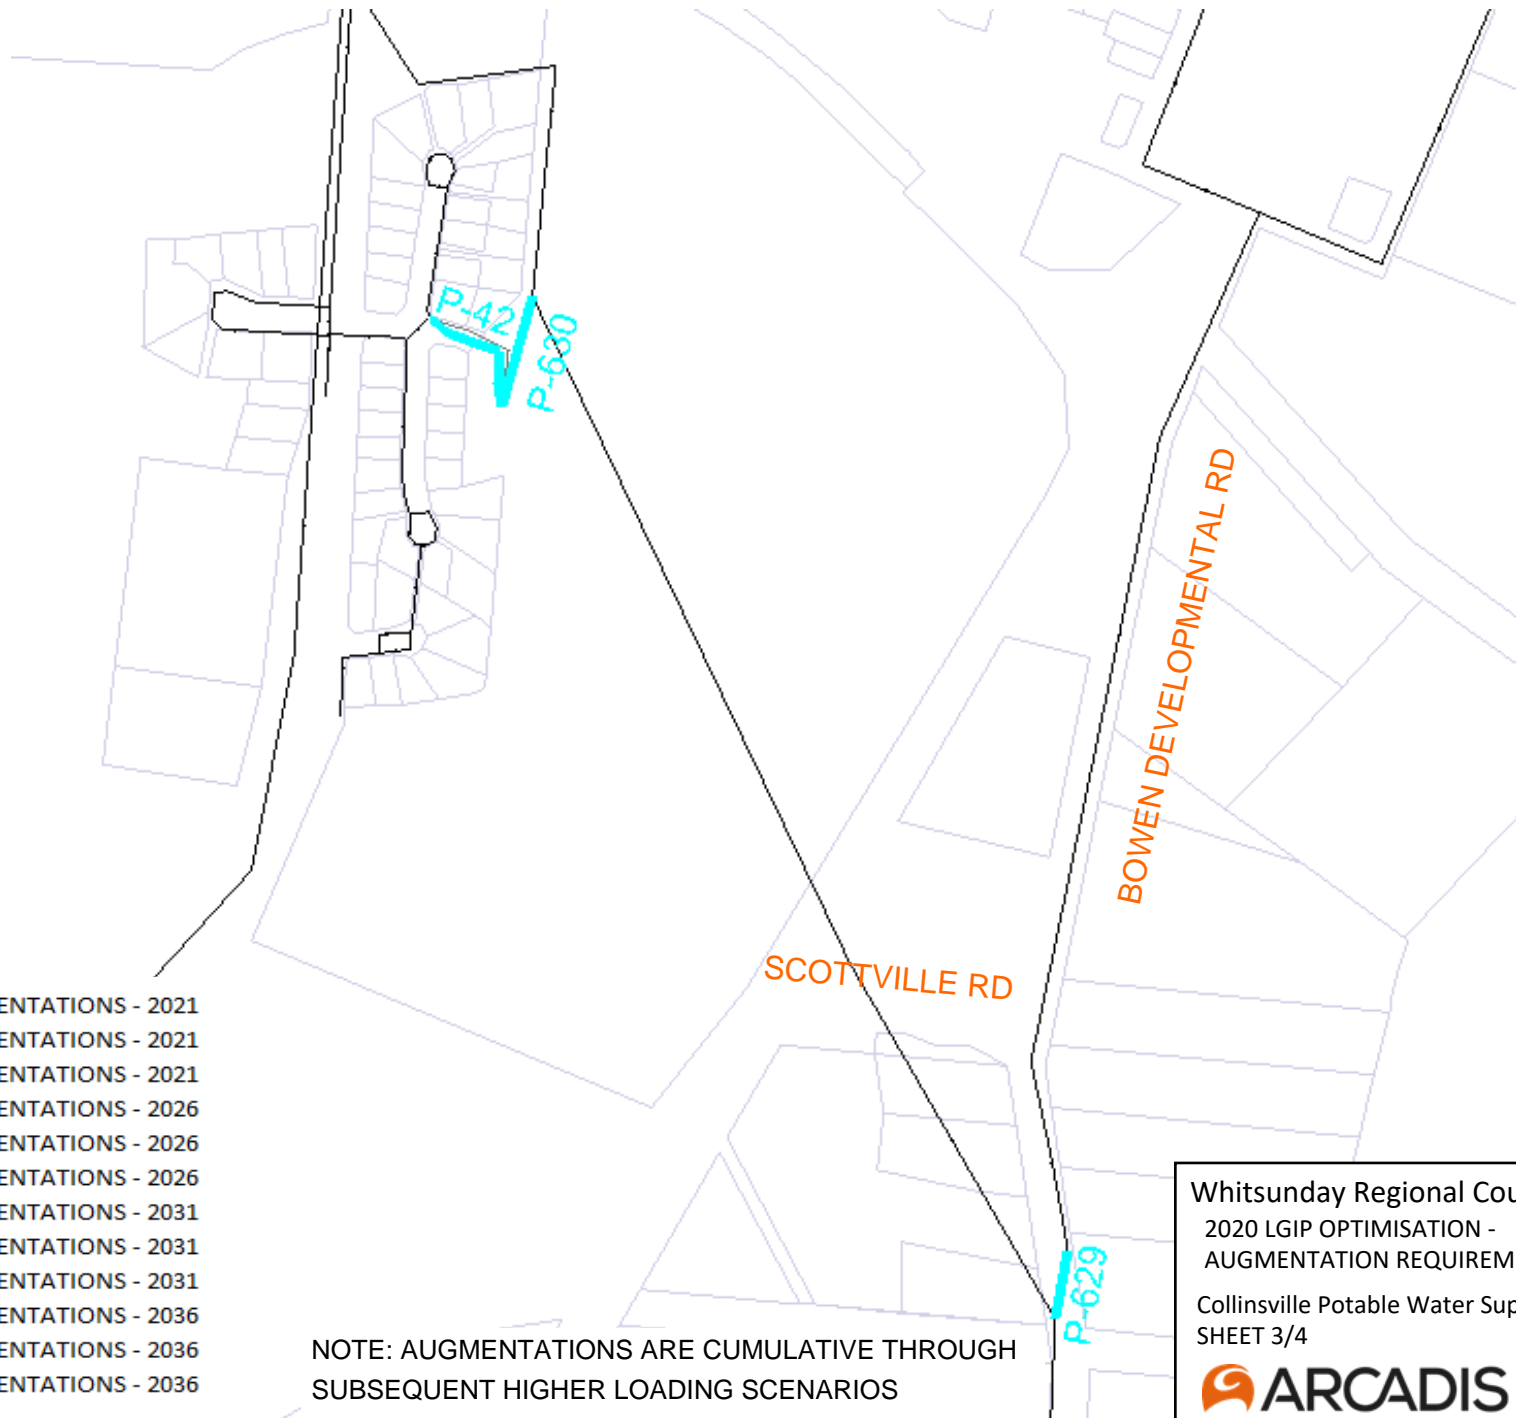 P-42
P-630
BOWEN DEVELOPMENTAL RD
SCOTTVILLE RD
P-629
ENTATIONS - 2021
ENTATIONS - 2021
ENTATIONS - 2021
ENTATIONS - 2026
ENTATIONS - 2026
ENTATIONS - 2026
ENTATIONS - 2031
ENTATIONS - 2031
ENTATIONS - 2031
ENTATIONS - 2036
ENTATIONS - 2036
ENTATIONS - 2036
NOTE: AUGMENTATIONS ARE CUMULATIVE THROUGH
SUBSEQUENT HIGHER LOADING SCENARIOS
Whitsunday Regional Cou
2020 LGIP OPTIMISATION -
AUGMENTATION REQUIREM
Collinsville Potable Water Sup
SHEET 3/4
ARCADIS